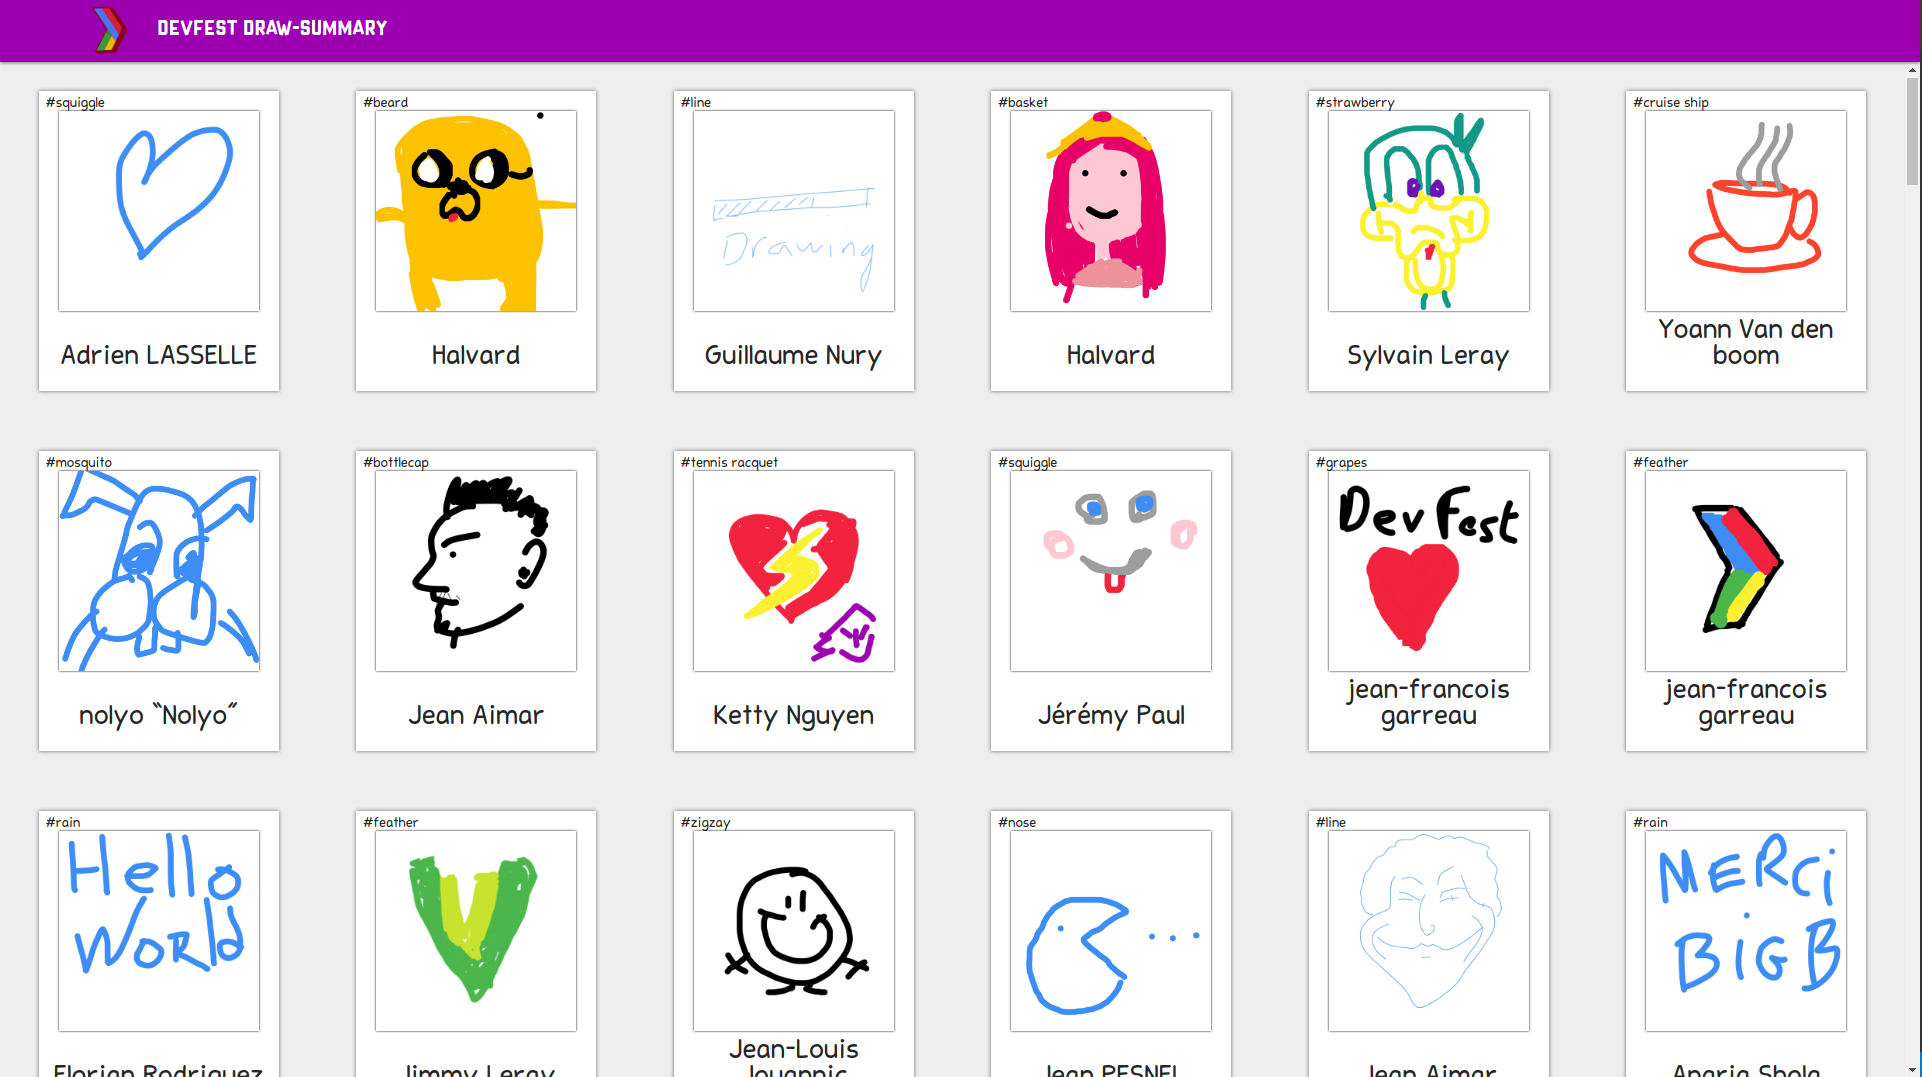 DEVFEST DRAW-SUMMARY
#squiggle
Adrien LASSELLE
#beard
Halvard
#line
Drawing
Guillaume Nury
#basket
Halvard
#strawberry
Sylvain Leray
#cruise ship
Yoann Van den
boom
#mosquito
nolyo “Nolyo”
#bottlecap
Jean Aimar
#tennis racquet
Ketty Nguyen
#squiggle
Jérémy Paul
#grapes
DevFest
jean-francois
garreau
#feather
jean-francois
garreau
#rain
Hello
World
Florian Rodriguez
#feather
Jimmy Leray
#zigzay
Jean-Louis
Jouannic
#nose
Jean PESNEL
#line
Jean Aimar
#rain
MERCi
BiGB